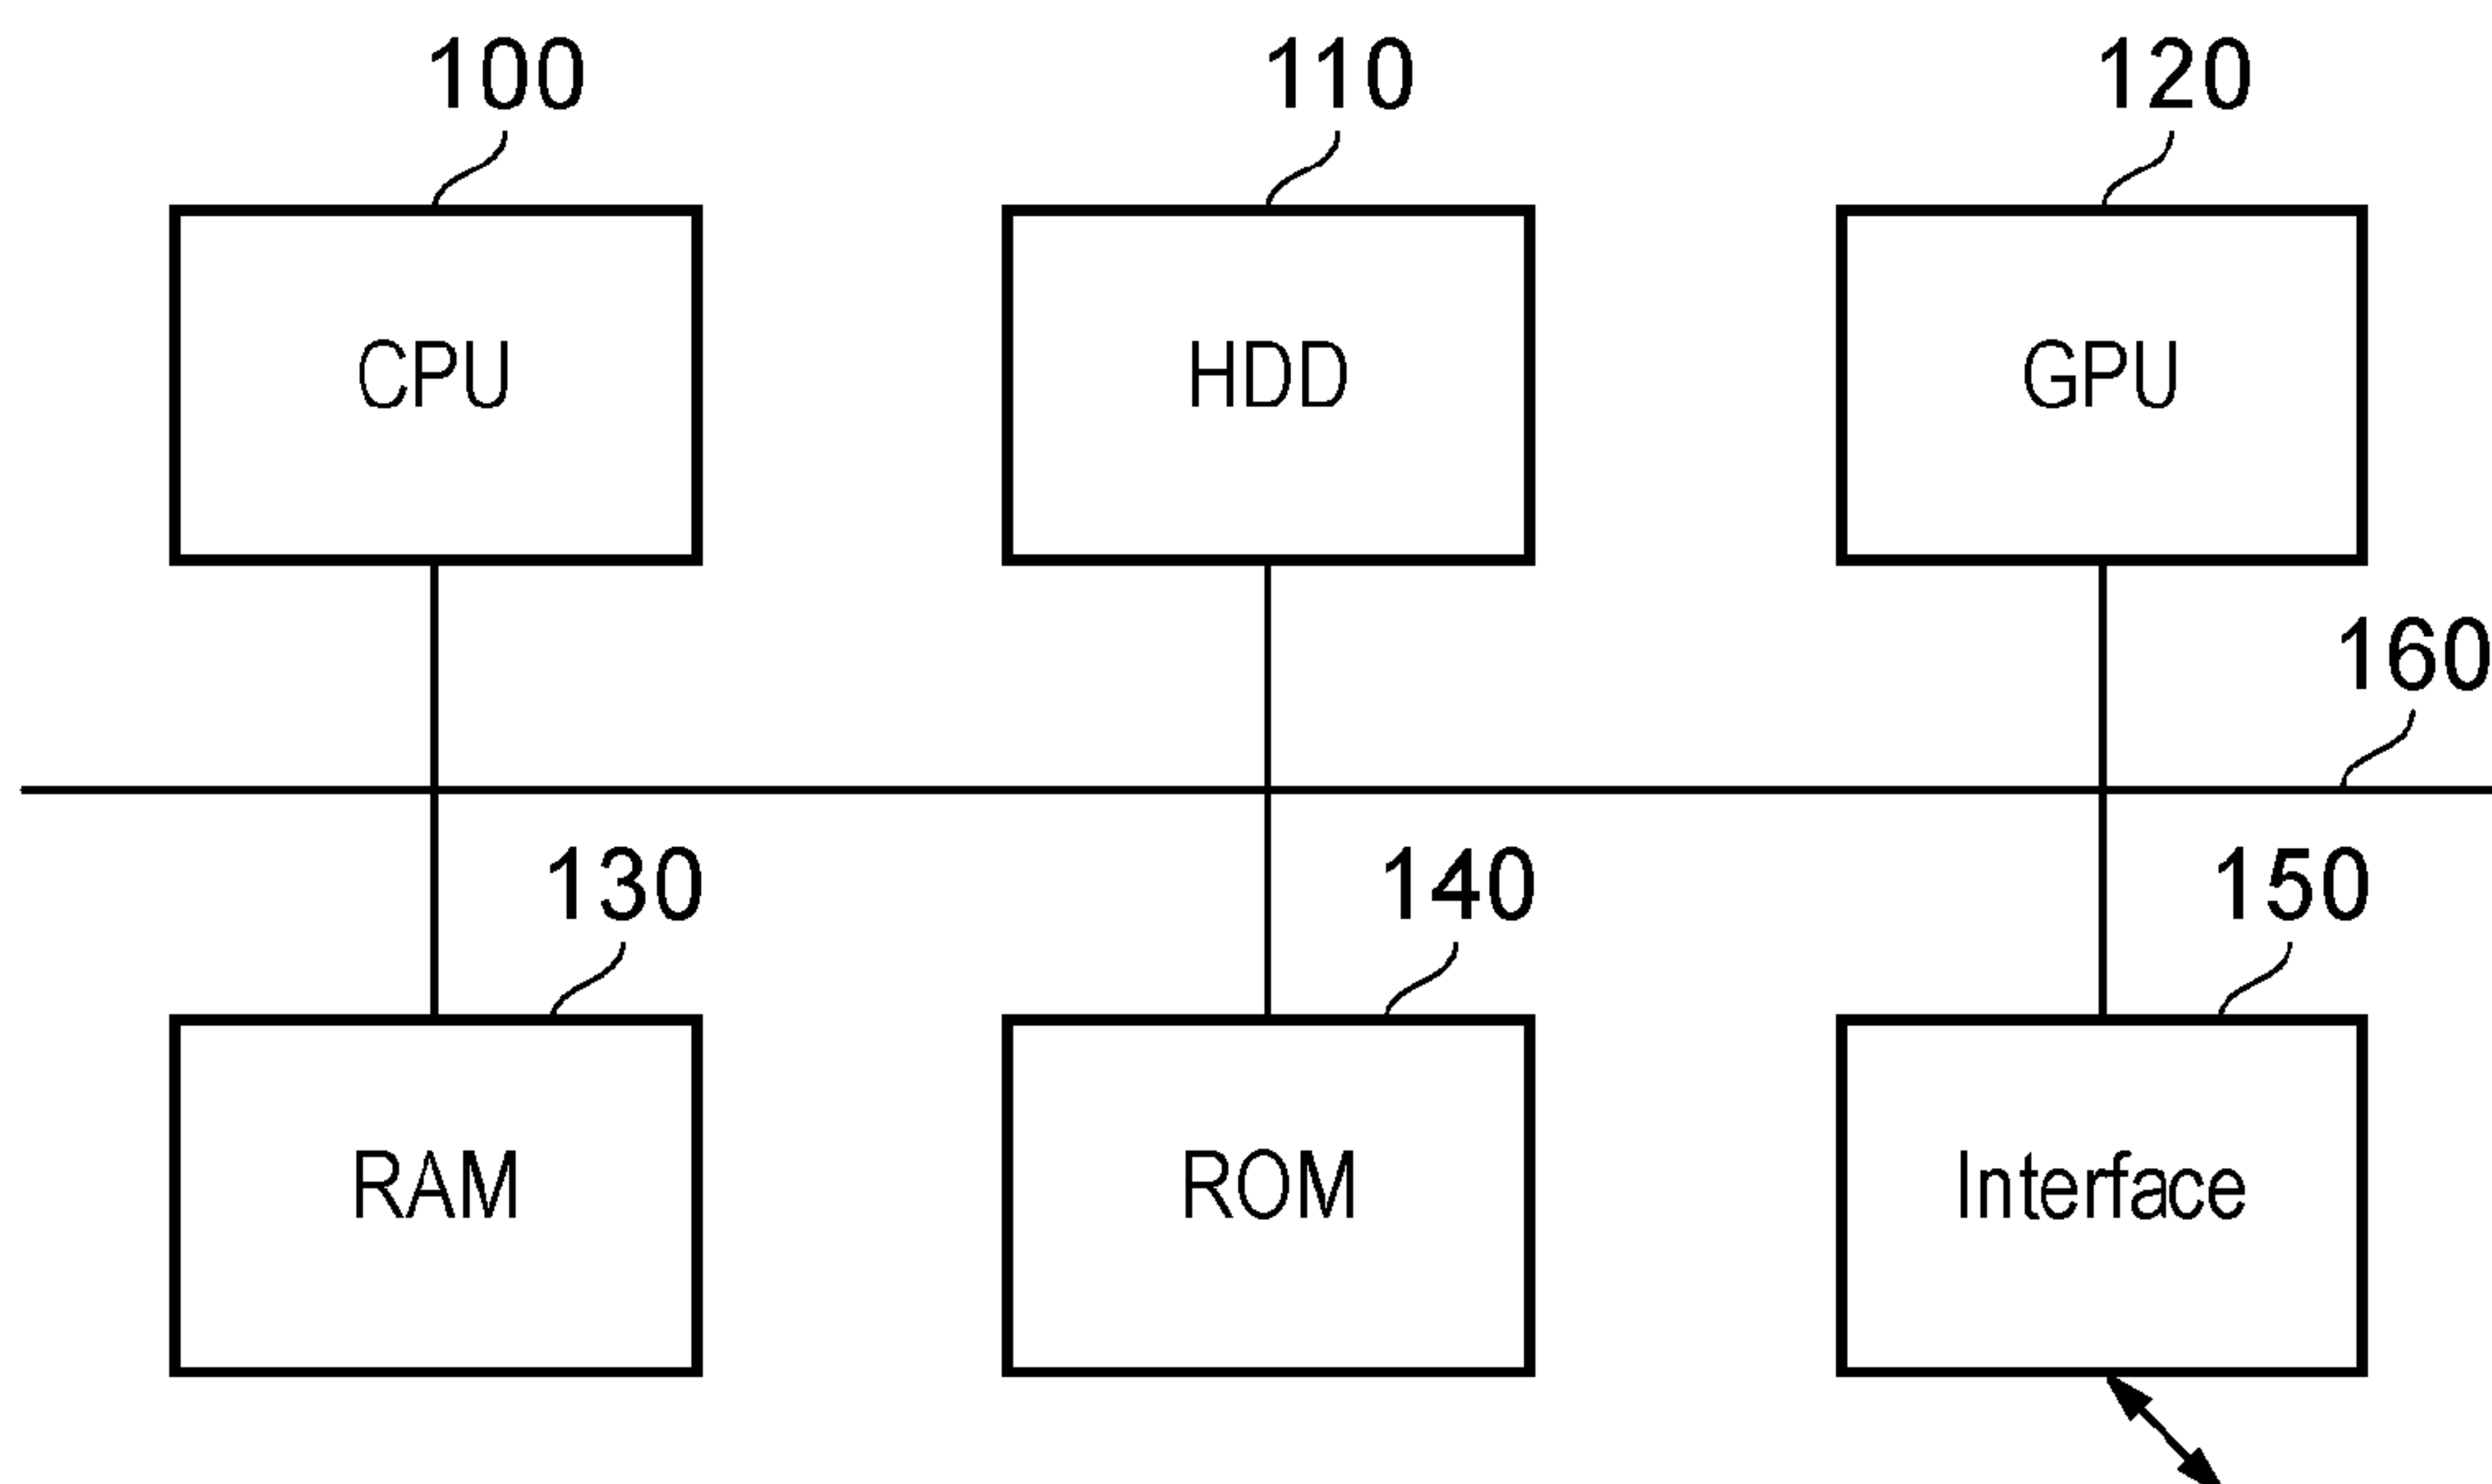 100 110 120
CPU HDD GPU
160
130 140 150
RAM ROM Interface